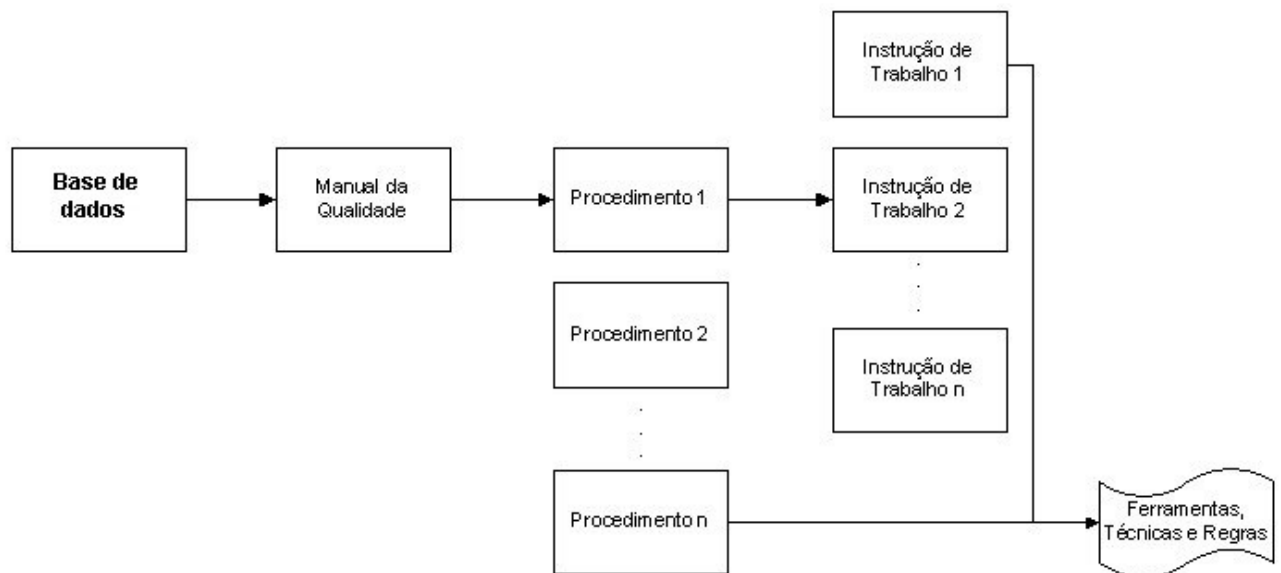 Instrução de
Trabalho 1
Base de
dados
Manual da
Qualidade
Procedimento 1
Instrução de
Trabalho 2
Procedimento 2
Instrução de
Trabalho n
Procedimento n
Ferramentas,
Técnicas e Regras